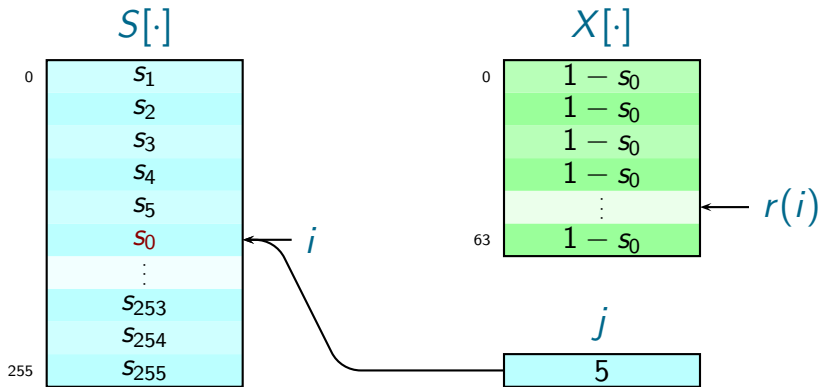 S[·]
0
s₁
s₂
s₃
s₄
s₅
s₀
⋮
s₂₅₃
s₂₅₄
255
s₂₅₅
i
X[·]
0
1 − s₀
1 − s₀
1 − s₀
1 − s₀
⋮
63
1 − s₀
r(i)
j
5